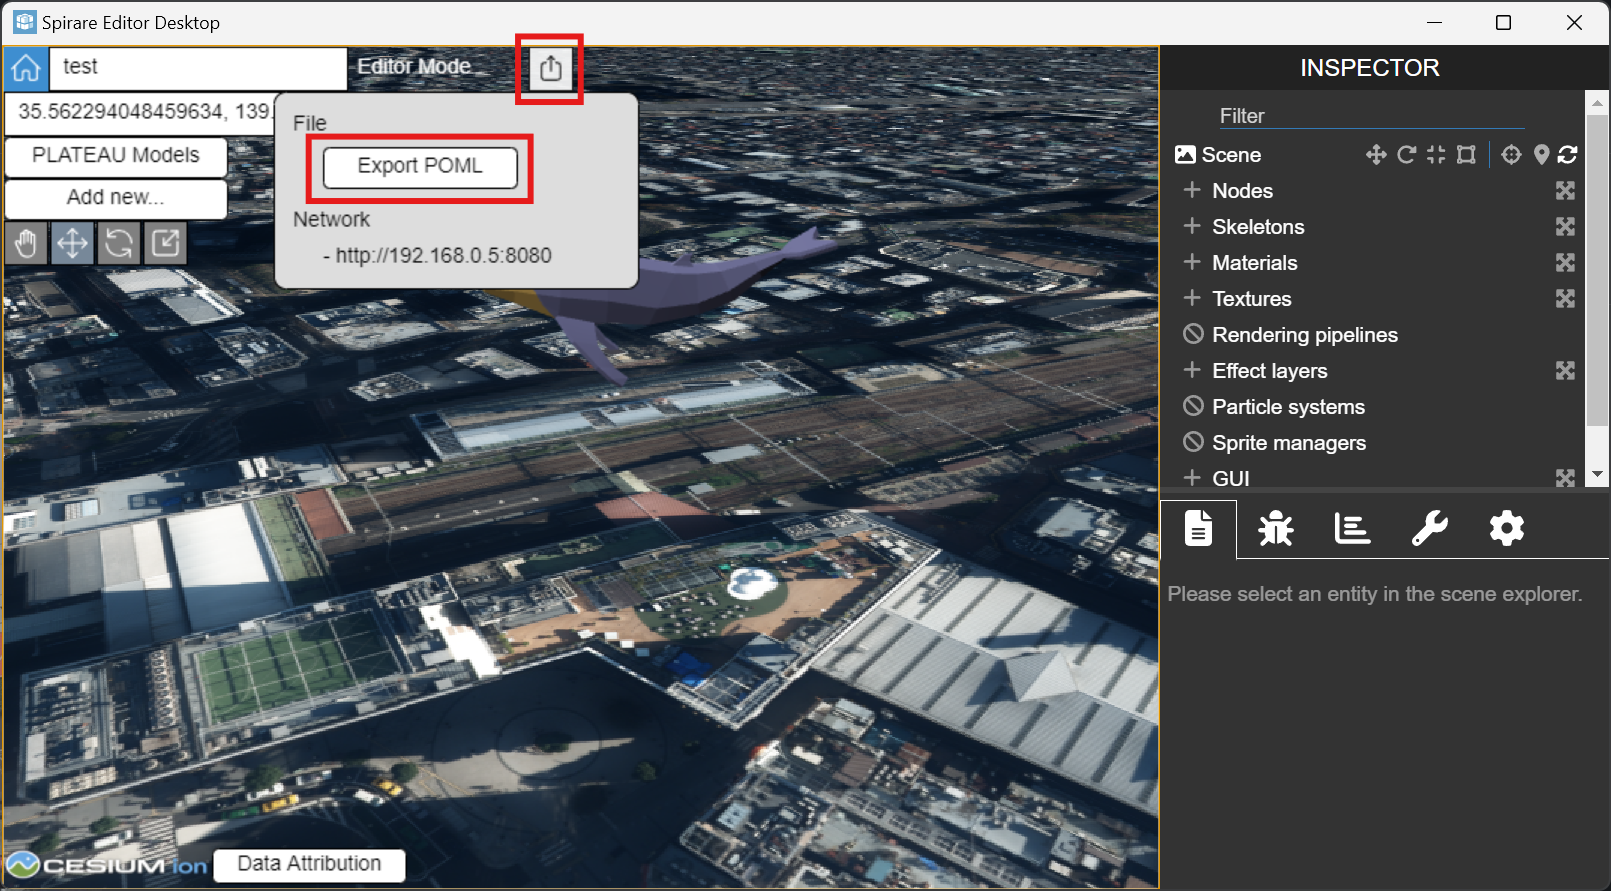 Spirare Editor Desktop
test
Editor Mode
35.562294048459634, 139.
PLATEAU Models
Add new...
File
Export POML
Network
- http://192.168.0.5:8080
CESIUM ion
Data Attribution
INSPECTOR
Filter
Scene
Nodes
Skeletons
Materials
Textures
Rendering pipelines
Effect layers
Particle systems
Sprite managers
GUI
Please select an entity in the scene explorer.